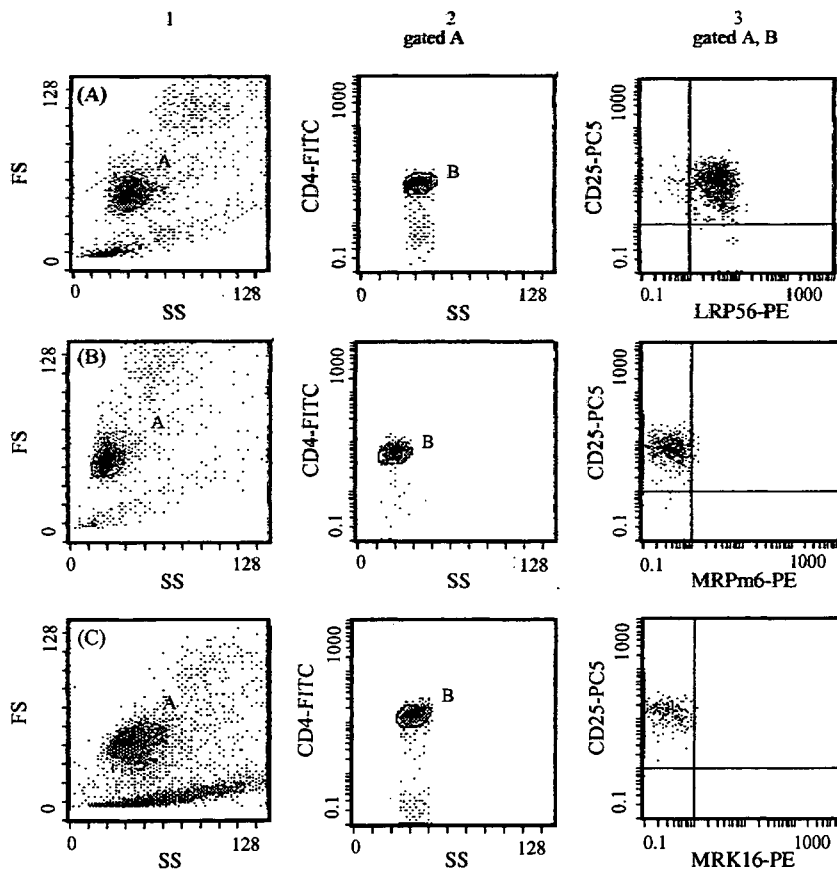 1
2
3
gated A
gated A, B
(A)
128
FS
0
A
0
128
SS
1000
CD4-FITC
0.1
B
0
128
SS
1000
CD25-PC5
0.1
0.1
1000
LRP56-PE
(B)
128
FS
0
A
0
128
SS
1000
CD4-FITC
0.1
B
0
128
SS
1000
CD25-PC5
0.1
0.1
1000
MRPm6-PE
(C)
128
FS
0
A
0
128
SS
1000
CD4-FITC
0.1
B
0
128
SS
1000
CD25-PC5
0.1
0.1
1000
MRK16-PE